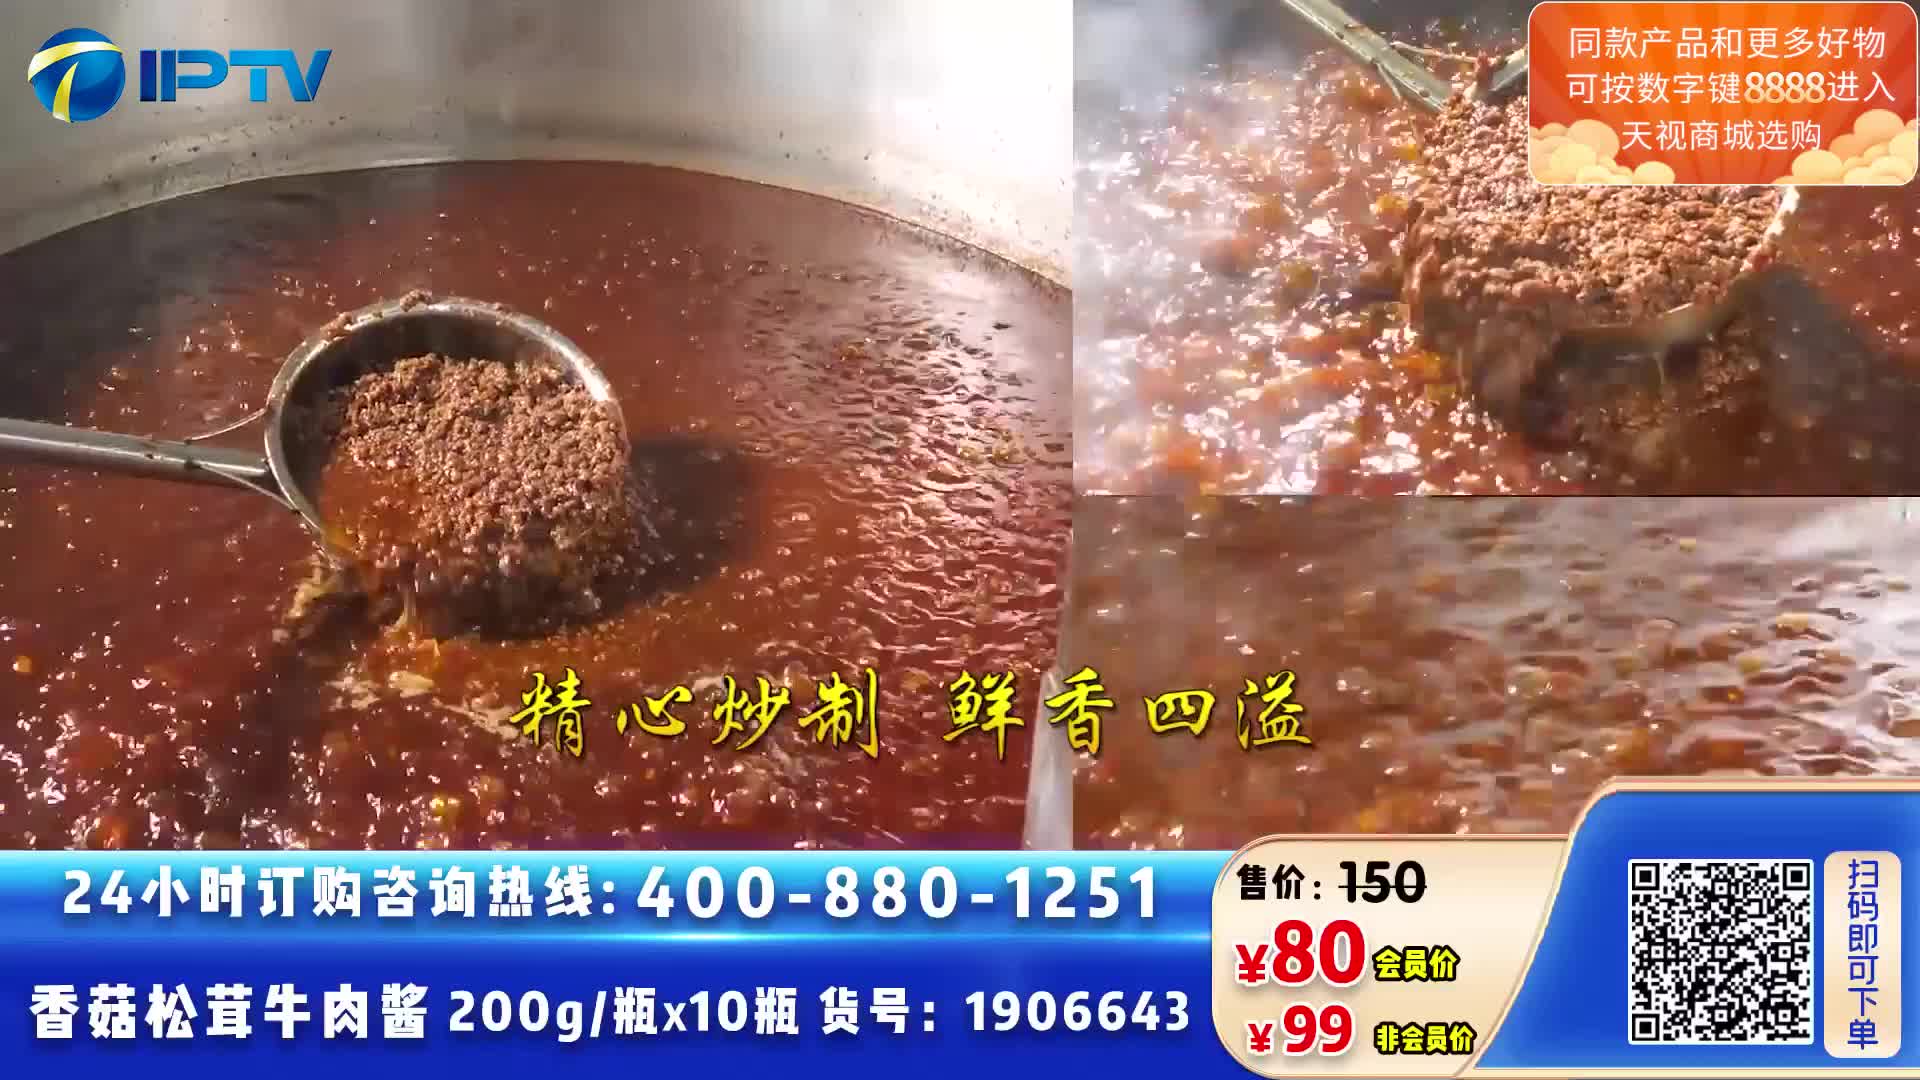 IPTV
同款产品和更多好物
可按数字键8888进入
天视商城选购
精心炒制 鲜香四溢
24小时订购咨询热线:400-880-1251
香菇松茸牛肉酱 200g/瓶x10瓶 货号：1906643
售价：150
¥80 会员价
¥99 非会员价
扫码即可下单